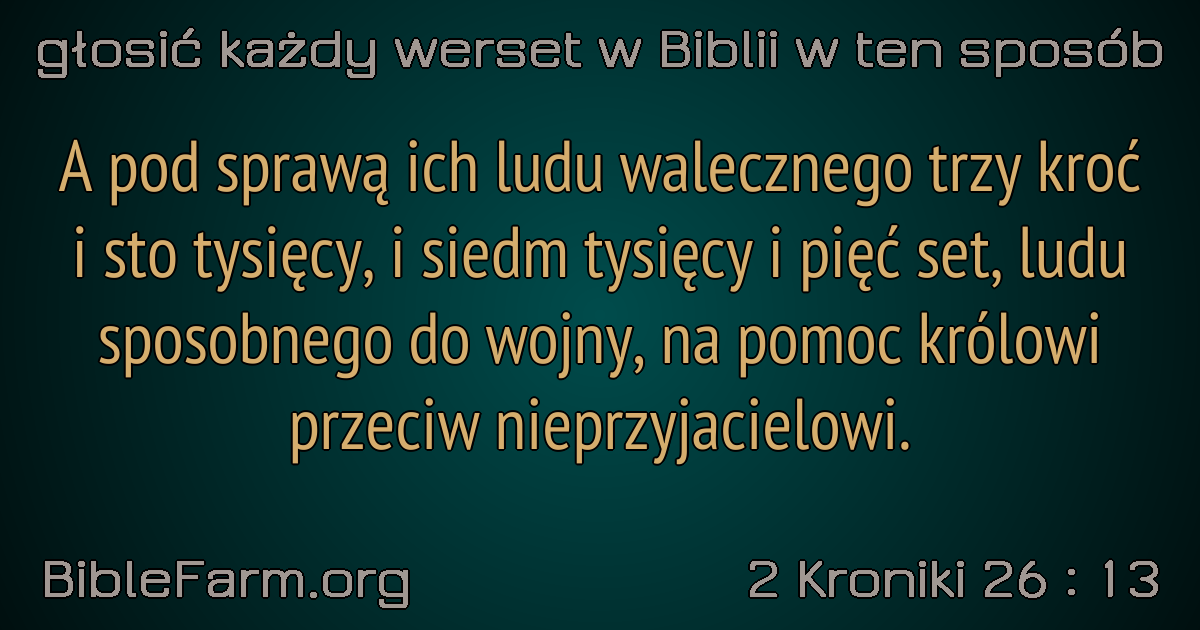 głosić każdy werset w Biblii w ten sposób
A pod sprawą ich ludu walecznego trzy kroć
i sto tysięcy, i siedm tysięcy i pięć set, ludu
sposobnego do wojny, na pomoc królowi
przeciw nieprzyjacielowi.
BibleFarm.org
2 Kroniki 26 : 13